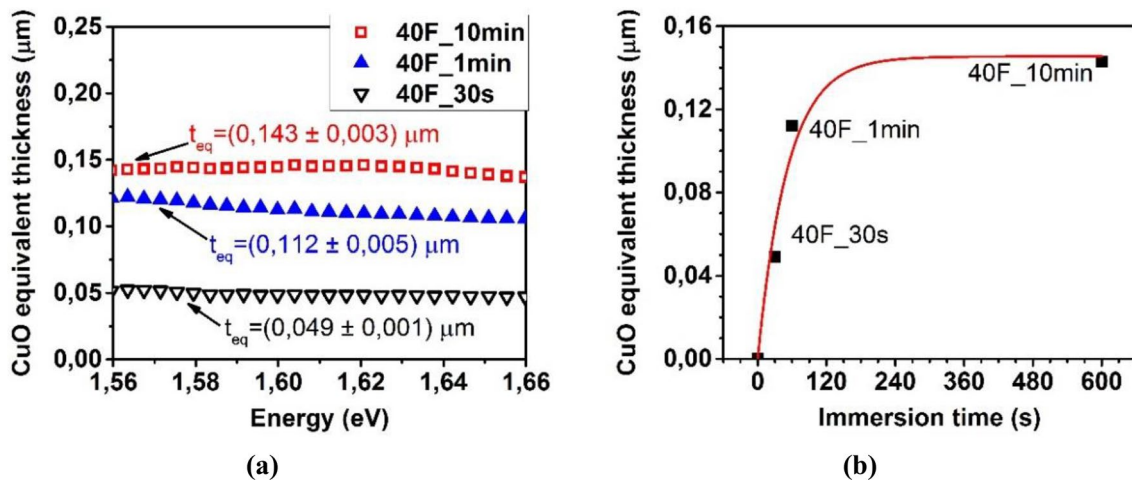 0,25
0,20
0,15
0,10
0,05
0,00
CuO equivalent thickness (μm)
40F_10min
40F_1min
40F_30s
t_eq=(0,143 ± 0,003) μm
t_eq=(0,112 ± 0,005) μm
t_eq=(0,049 ± 0,001) μm
1,56 1,58 1,60 1,62 1,64 1,66
Energy (eV)
(a)
0,16
0,12
0,08
0,04
0,00
CuO equivalent thickness (μm)
40F_10min
40F_1min
40F_30s
0 120 240 360 480 600
Immersion time (s)
(b)